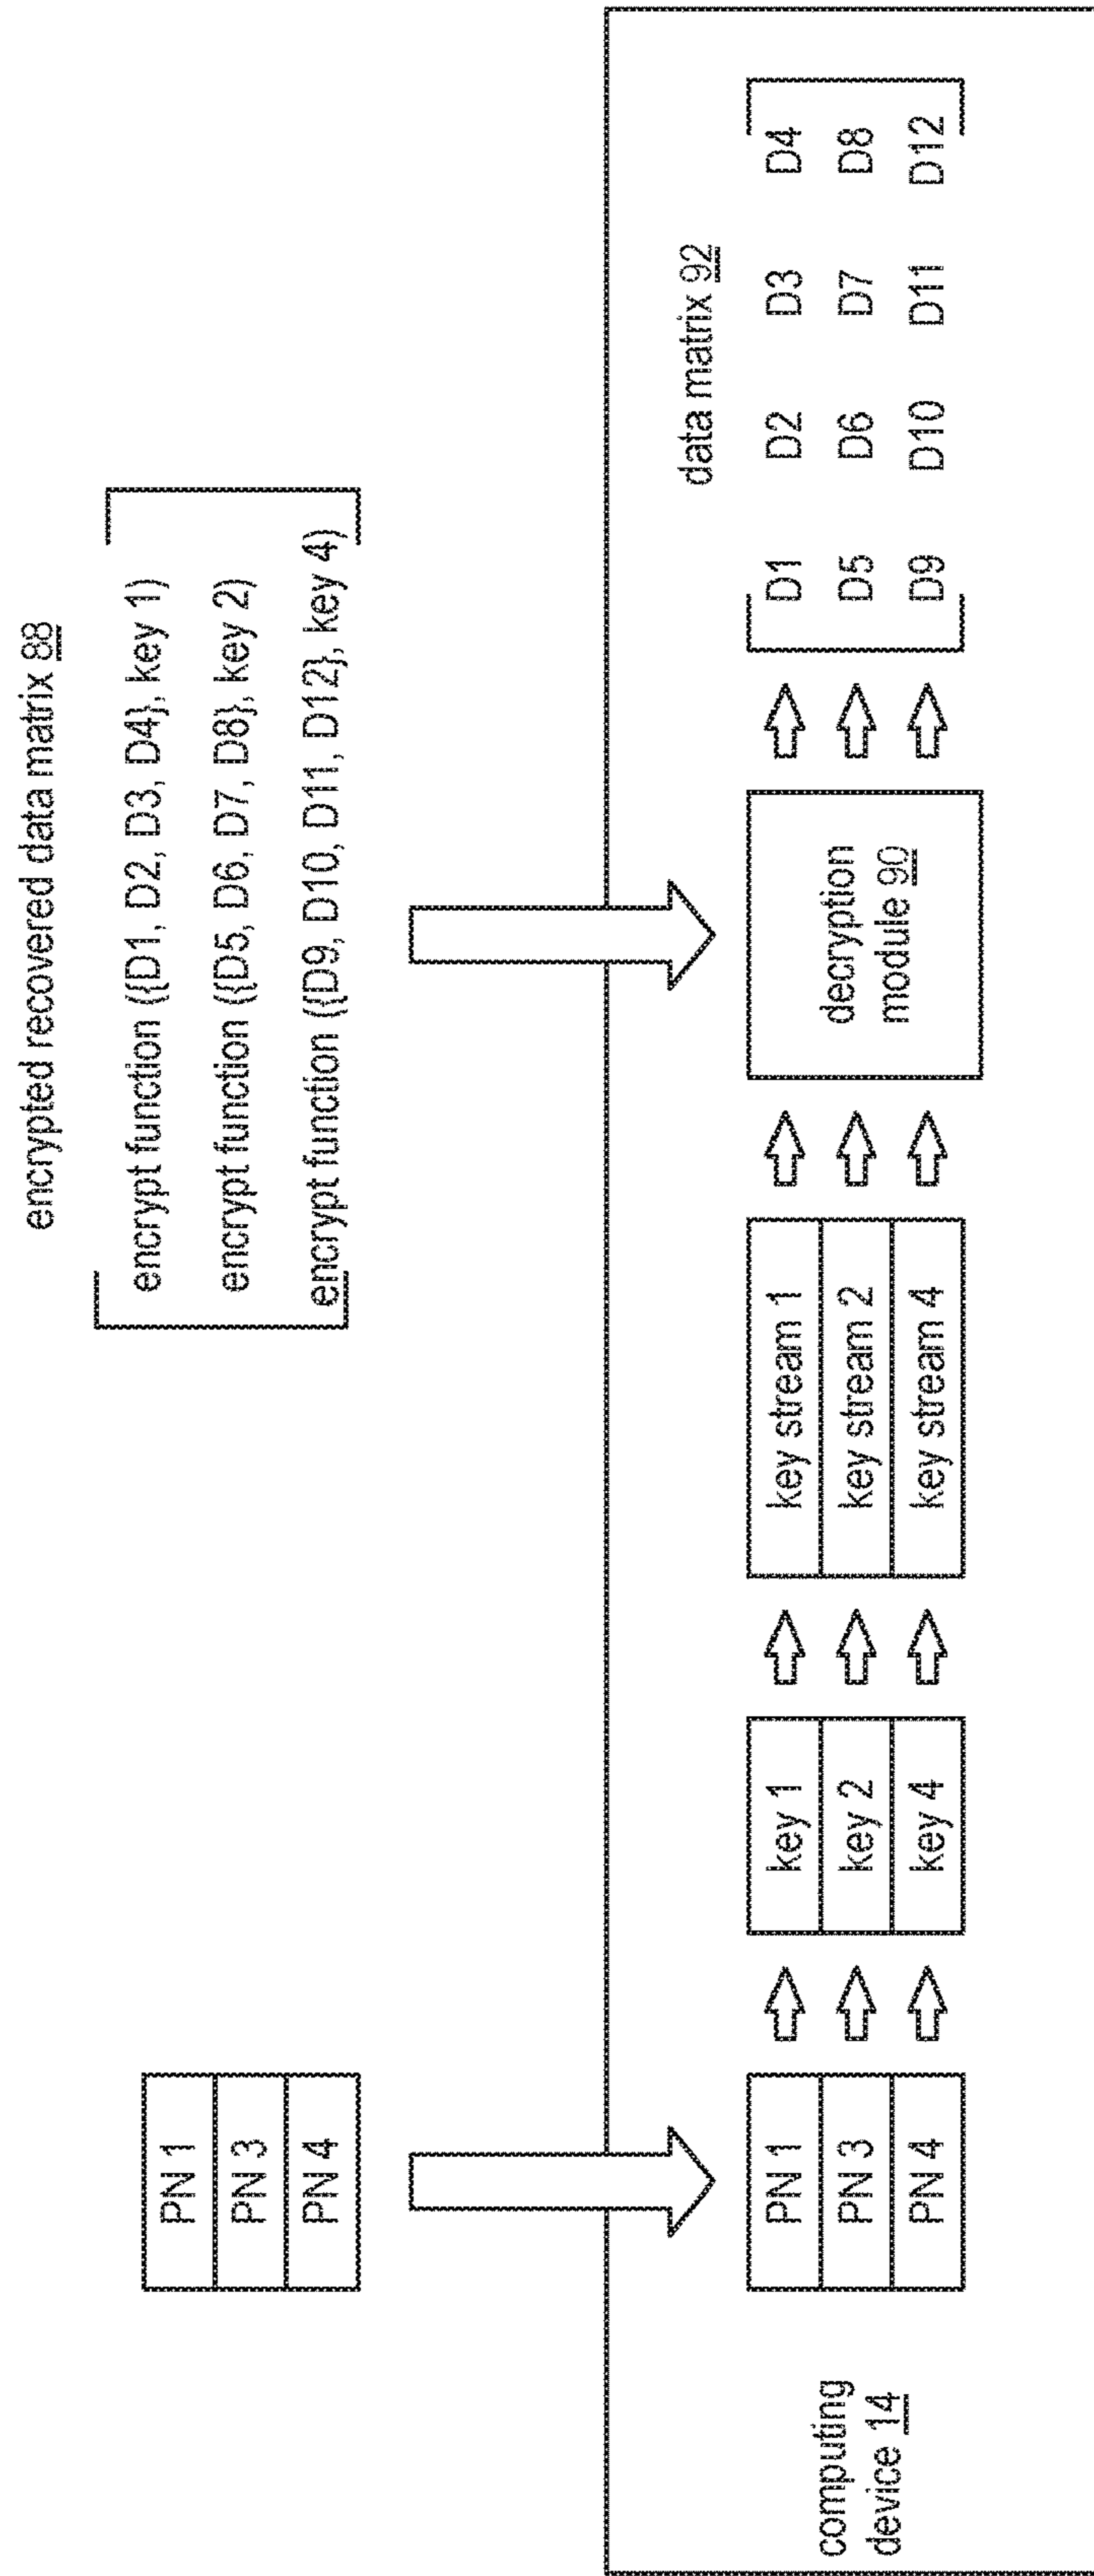 encrypted recovered data matrix 88
encrypt function ({D1, D2, D3, D4}, key 1)
encrypt function ({D5, D6, D7, D8}, key 2)
encrypt function ({D9, D10, D11, D12}, key 4)
PN 1
PN 3
PN 4
computing
device 14
PN 1
PN 3
PN 4
key 1
key 2
key 4
key stream 1
key stream 2
key stream 4
decryption
module 90
data matrix 92
D1 D2 D3 D4
D5 D6 D7 D8
D9 D10 D11 D12